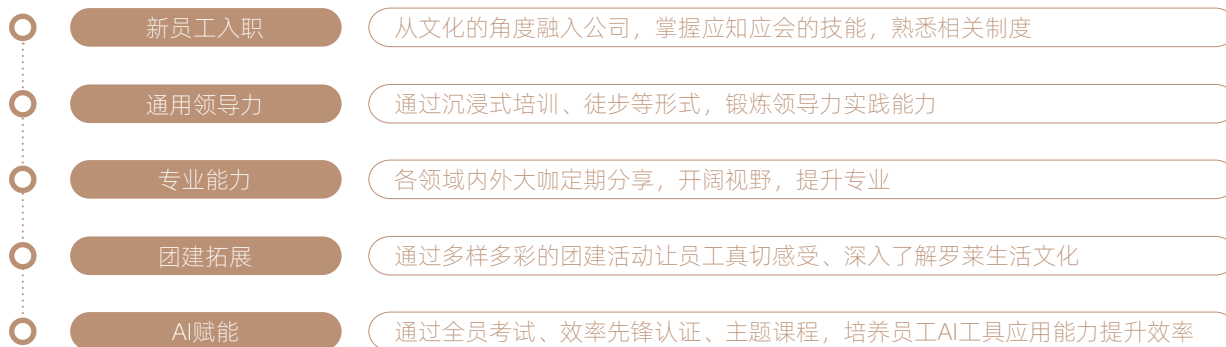 新员工入职
从文化的角度融入公司，掌握应知应会的技能，熟悉相关制度
通用领导力
通过沉浸式培训、徒步等形式，锻炼领导力实践能力
专业能力
各领域内外大咖定期分享，开阔视野，提升专业
团建拓展
通过多样多彩的团建活动让员工真切感受、深入了解罗莱生活文化
AI赋能
通过全员考试、效率先锋认证、主题课程，培养员工AI工具应用能力提升效率